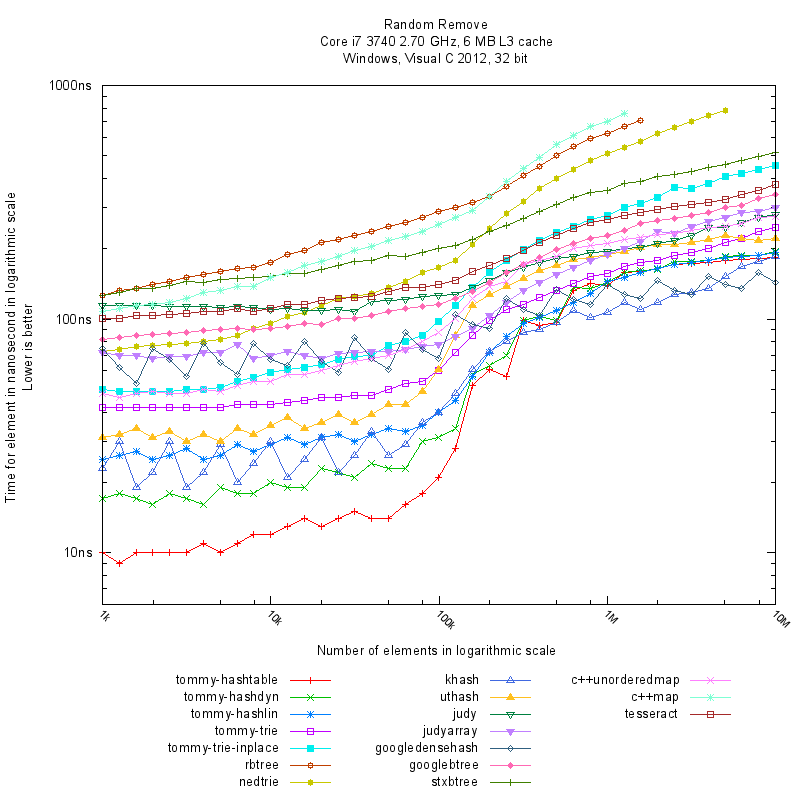 Random Remove
Core i7 3740 2.70 GHz, 6 MB L3 cache
Windows, Visual C 2012, 32 bit
1000ns
100ns
10ns
Time for element in nanosecond in logarithmic scale
Lower is better
1k
10k
100k
1M
10M
Number of elements in logarithmic scale
tommy-hashtable
tommy-hashdyn
tommy-hashlin
tommy-trie
tommy-trie-inplace
rbtree
nedtrie
khash
uthash
judy
judyarray
googledensehash
googlebtree
stxbtree
c++unorderedmap
c++map
tesseract